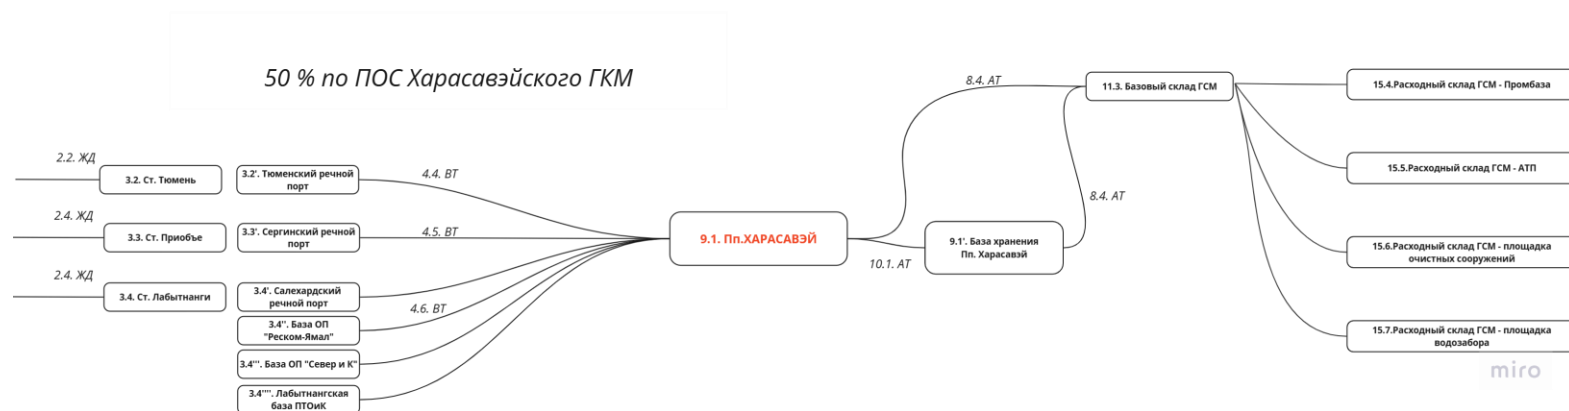 50 % по ПОС Харасавэйского ГКМ
2.2. ЖД
3.2. Ст. Тюмень
3.2'. Тюменский речной
порт
4.4. ВТ
2.4. ЖД
3.3. Ст. Приобье
3.3'. Сергинский речной
порт
4.5. ВТ
2.4. ЖД
3.4. Ст. Лабытнанги
3.4'. Салехардский
речной порт
4.6. ВТ
3.4''. База ОП
"Реском-Ямал"
3.4'''. База ОП "Север и К"
3.4''''. Лабытнангская
база ПТОиК
9.1. Пп.ХАРАСАВЭЙ
8.4. АТ
10.1. АТ
9.1'. База хранения
Пп. Харасавэй
8.4. АТ
11.3. Базовый склад ГСМ
15.4.Расходный склад ГСМ - Промбаза
15.5.Расходный склад ГСМ - АТП
15.6.Расходный склад ГСМ - площадка
очистных сооружений
15.7.Расходный склад ГСМ - площадка
водозабора
miro